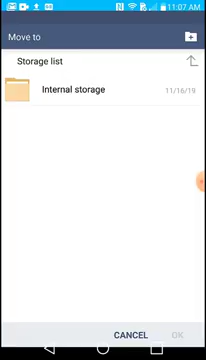 11:07 AM
Move to
Storage list
Internal storage
11/16/19
CANCEL
OK